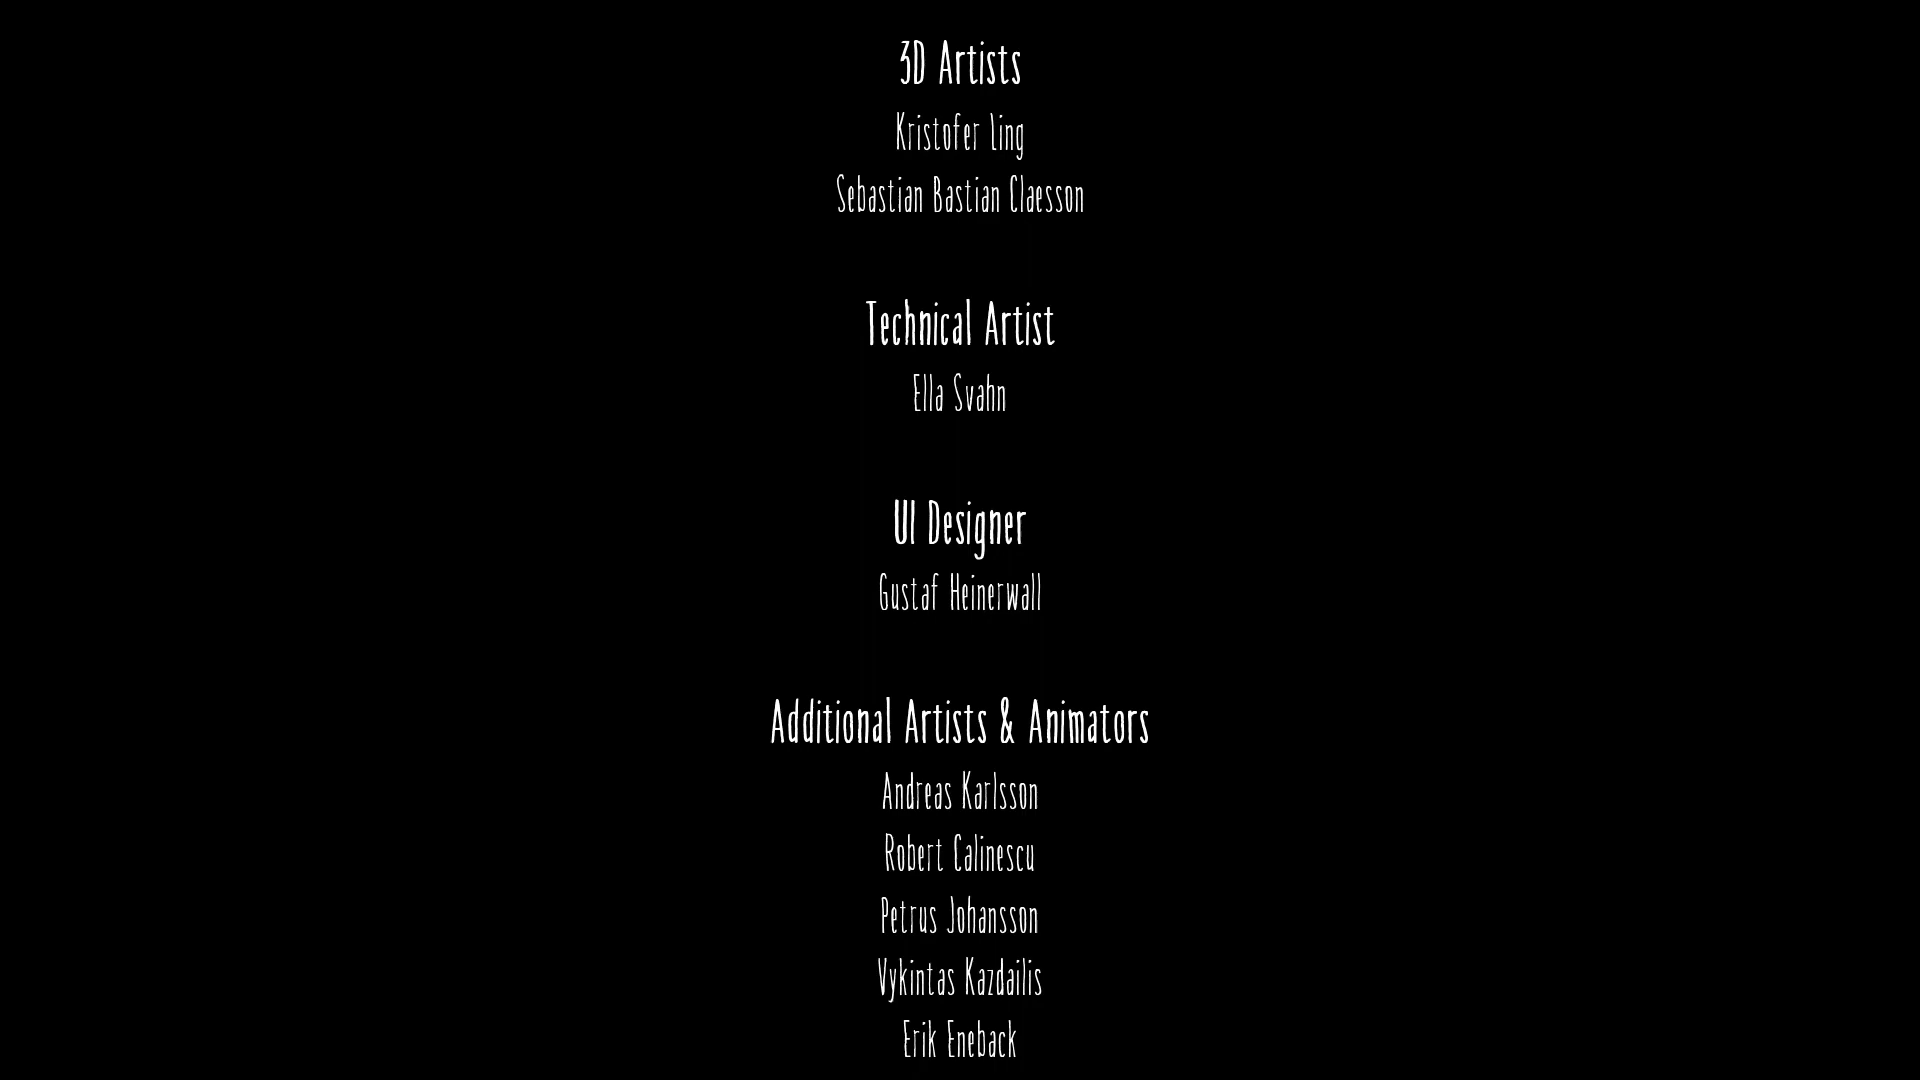 3D Artists
Kristofer Ling
Sebastian Bastian Claesson
Technical Artist
Ella Svahn
UI Designer
Gustaf Heinerwall
Additional Artists & Animators
Andreas Karlsson
Robert Calinescu
Petrus Johansson
Vykintas Kazdailis
Erik Eneback